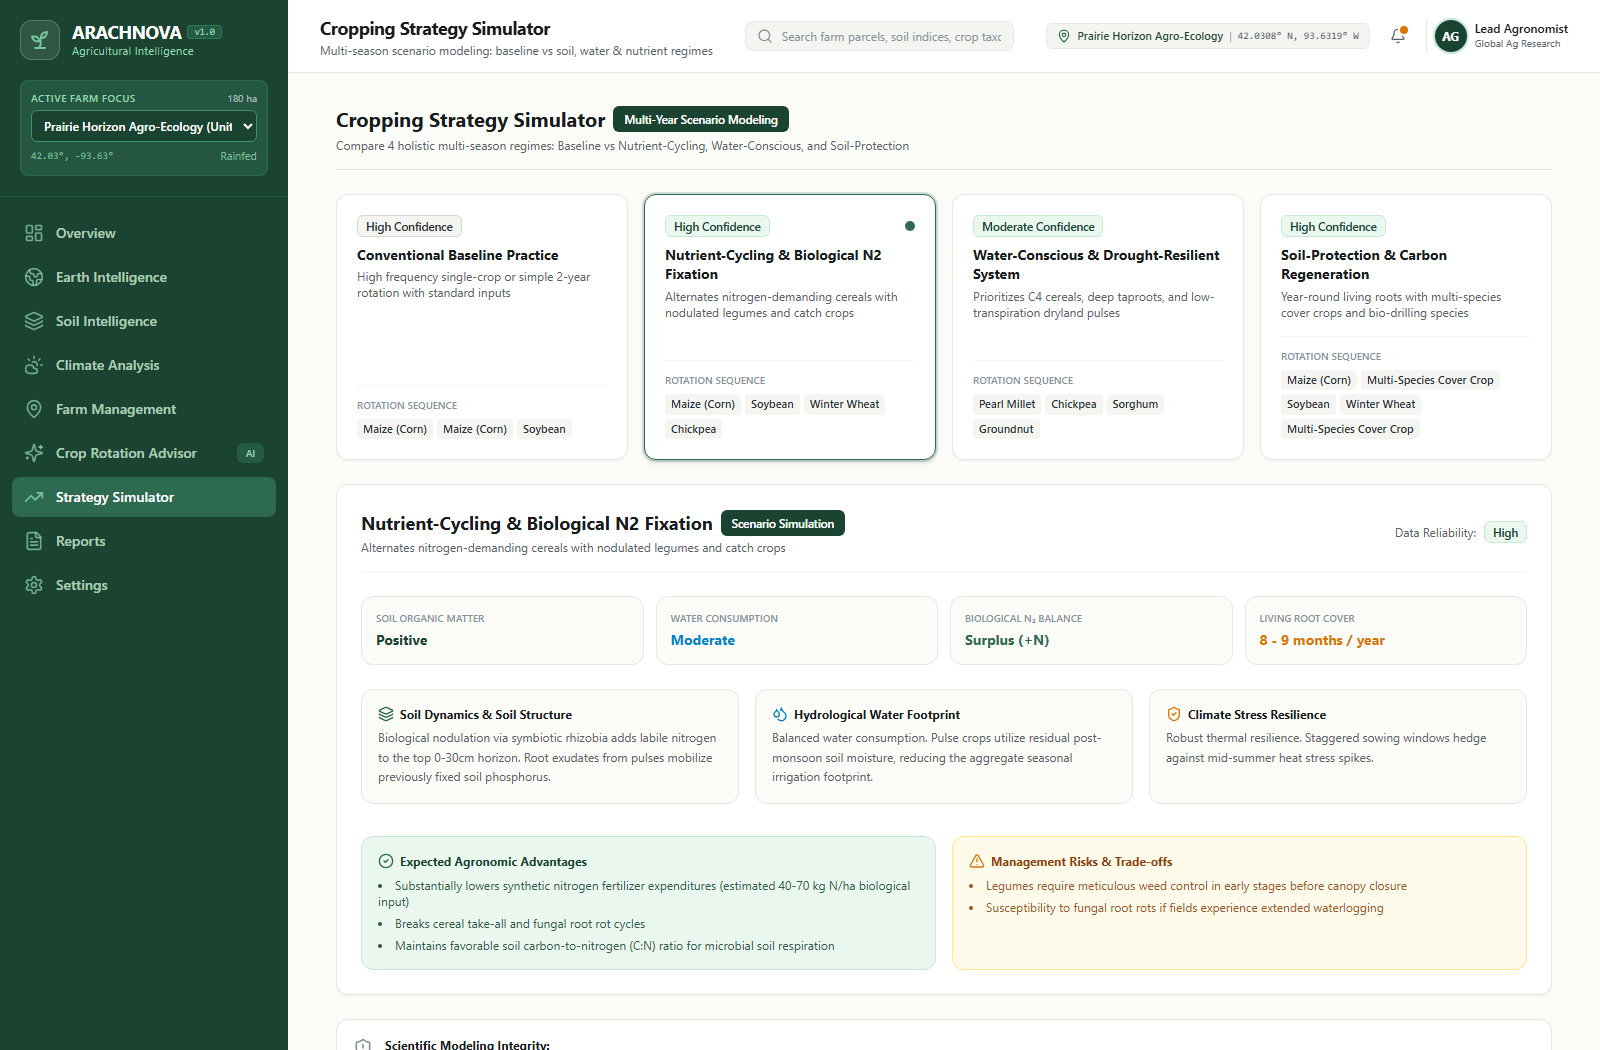 ARACHNOVA v1.0
Agricultural Intelligence
ACTIVE FARM FOCUS 180 ha
Prairie Horizon Agro-Ecology (Unit
42.03°, -93.63° Rainfed
Overview
Earth Intelligence
Soil Intelligence
Climate Analysis
Farm Management
Crop Rotation Advisor AI
Strategy Simulator
Reports
Settings
Cropping Strategy Simulator
Multi-season scenario modeling: baseline vs soil, water & nutrient regimes
Search farm parcels, soil indices, crop taxc
Prairie Horizon Agro-Ecology | 42.0308° N, 93.6319° W
AG
Lead Agronomist
Global Ag Research
Cropping Strategy Simulator Multi-Year Scenario Modeling
Compare 4 holistic multi-season regimes: Baseline vs Nutrient-Cycling, Water-Conscious, and Soil-Protection
High Confidence
Conventional Baseline Practice
High frequency single-crop or simple 2-year
rotation with standard inputs
ROTATION SEQUENCE
Maize (Corn) Maize (Corn) Soybean
High Confidence
Nutrient-Cycling & Biological N2
Fixation
Alternates nitrogen-demanding cereals with
nodulated legumes and catch crops
ROTATION SEQUENCE
Maize (Corn) Soybean Winter Wheat
Chickpea
Moderate Confidence
Water-Conscious & Drought-Resilient
System
Prioritizes C4 cereals, deep taproots, and low-
transpiration dryland pulses
ROTATION SEQUENCE
Pearl Millet Chickpea Sorghum
Groundnut
High Confidence
Soil-Protection & Carbon
Regeneration
Year-round living roots with multi-species
cover crops and bio-drilling species
ROTATION SEQUENCE
Maize (Corn) Multi-Species Cover Crop
Soybean Winter Wheat
Multi-Species Cover Crop
Nutrient-Cycling & Biological N2 Fixation Scenario Simulation
Alternates nitrogen-demanding cereals with nodulated legumes and catch crops
Data Reliability: High
SOIL ORGANIC MATTER
Positive
WATER CONSUMPTION
Moderate
BIOLOGICAL N₂ BALANCE
Surplus (+N)
LIVING ROOT COVER
8 - 9 months / year
Soil Dynamics & Soil Structure
Biological nodulation via symbiotic rhizobia adds labile nitrogen
to the top 0-30cm horizon. Root exudates from pulses mobilize
previously fixed soil phosphorus.
Hydrological Water Footprint
Balanced water consumption. Pulse crops utilize residual post-
monsoon soil moisture, reducing the aggregate seasonal
irrigation footprint.
Climate Stress Resilience
Robust thermal resilience. Staggered sowing windows hedge
against mid-summer heat stress spikes.
Expected Agronomic Advantages
• Substantially lowers synthetic nitrogen fertilizer expenditures (estimated 40-70 kg N/ha biological
input)
• Breaks cereal take-all and fungal root rot cycles
• Maintains favorable soil carbon-to-nitrogen (C:N) ratio for microbial soil respiration
Management Risks & Trade-offs
• Legumes require meticulous weed control in early stages before canopy closure
• Susceptibility to fungal root rots if fields experience extended waterlogging
Scientific Modeling Integrity: